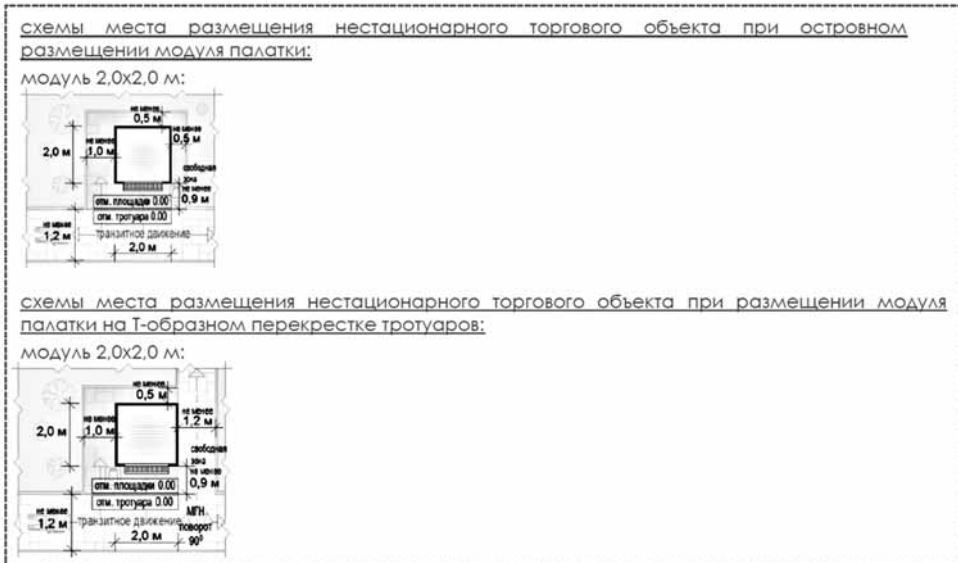 схемы места размещения нестационарного торгового объекта при островном
размещении модуля палатки:
модуль 2,0х2,0 м:
не менее
0,5 м
не менее
0,5 м
2,0 м
не менее
1,0 м
свободная
зона
не менее
0,9 м
отм. площадки 0.00
отм. тротуара 0.00
не менее
1,2 м
транзитное движение
2,0 м
схемы места размещения нестационарного торгового объекта при размещении модуля
палатки на Т-образном перекрестке тротуаров:
модуль 2,0х2,0 м:
не менее
0,5 м
не менее
1,2 м
2,0 м
не менее
1,0 м
свободная
зона
не менее
0,9 м
отм. площадки 0.00
отм. тротуара 0.00
не менее
1,2 м
транзитное движение
2,0 м
МГН
поворот
90⁰